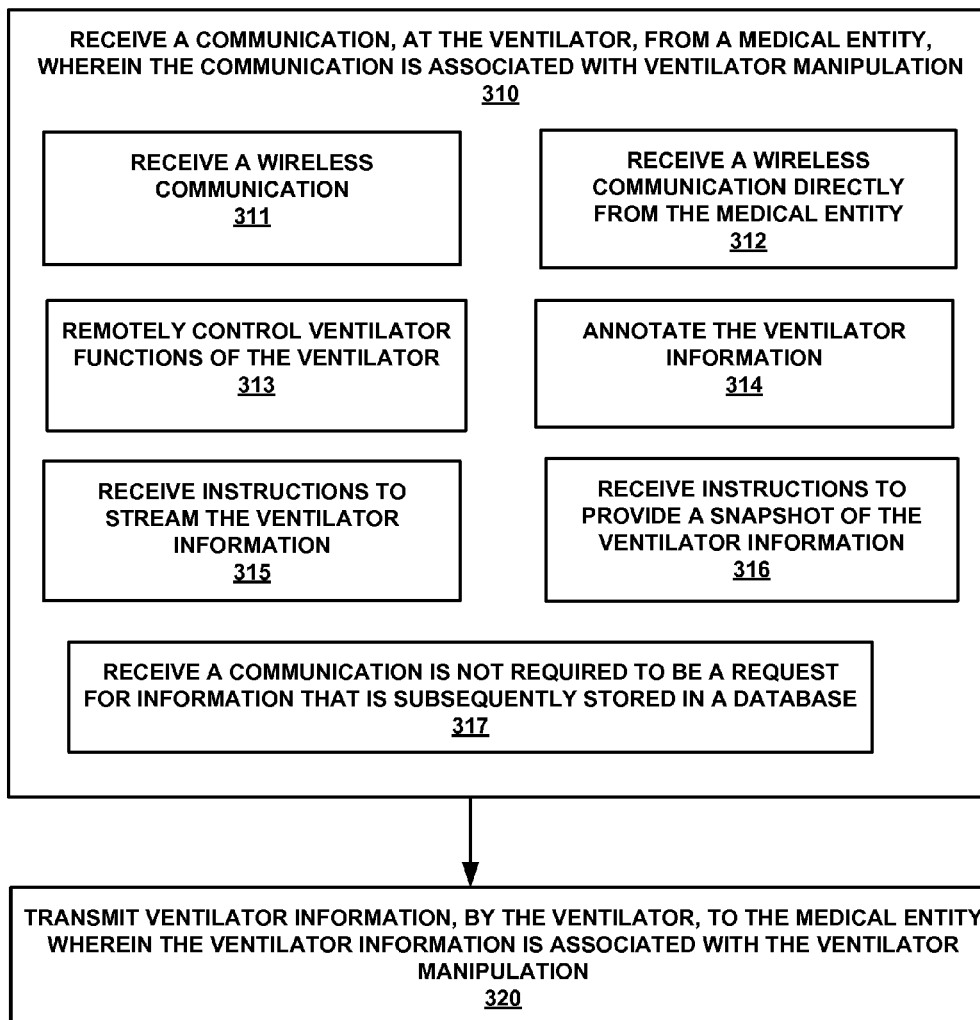 RECEIVE A COMMUNICATION, AT THE VENTILATOR, FROM A MEDICAL ENTITY,
WHEREIN THE COMMUNICATION IS ASSOCIATED WITH VENTILATOR MANIPULATION
310
RECEIVE A WIRELESS
COMMUNICATION
311
RECEIVE A WIRELESS
COMMUNICATION DIRECTLY
FROM THE MEDICAL ENTITY
312
REMOTELY CONTROL VENTILATOR
FUNCTIONS OF THE VENTILATOR
313
ANNOTATE THE VENTILATOR
INFORMATION
314
RECEIVE INSTRUCTIONS TO
STREAM THE VENTILATOR
INFORMATION
315
RECEIVE INSTRUCTIONS TO
PROVIDE A SNAPSHOT OF THE
VENTILATOR INFORMATION
316
RECEIVE A COMMUNICATION IS NOT REQUIRED TO BE A REQUEST
FOR INFORMATION THAT IS SUBSEQUENTLY STORED IN A DATABASE
317
TRANSMIT VENTILATOR INFORMATION, BY THE VENTILATOR, TO THE MEDICAL ENTITY
WHEREIN THE VENTILATOR INFORMATION IS ASSOCIATED WITH THE VENTILATOR
MANIPULATION
320